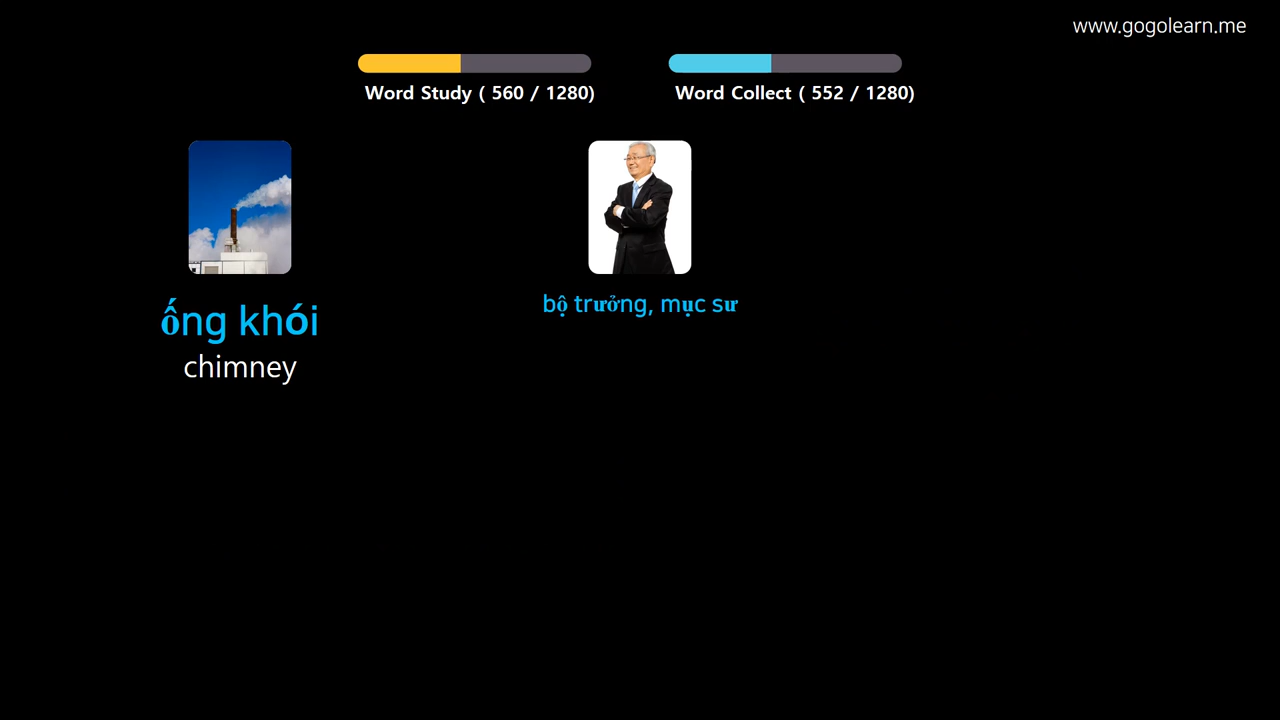 www.gogolearn.me
Word Study ( 560 / 1280)
Word Collect ( 552 / 1280)
ống khói
chimney
bộ trưởng, mục sư